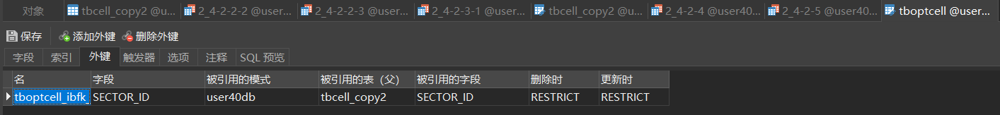 对象 tbcell_copy2 @u... 2_4-2-2-2 @user... 2_4-2-2-3 @user... 2_4-2-3-1 @user... tbcell_copy2 @u... 2_4-2-4 @user40... 2_4-2-5 @user40... tboptcell @user...
保存 添加外键 删除外键
字段 索引 外键 触发器 选项 注释 SQL 预览
名 字段 被引用的模式 被引用的表（父） 被引用的字段 删除时 更新时
tboptcell_ibfk_ SECTOR_ID user40db tbcell_copy2 SECTOR_ID RESTRICT RESTRICT